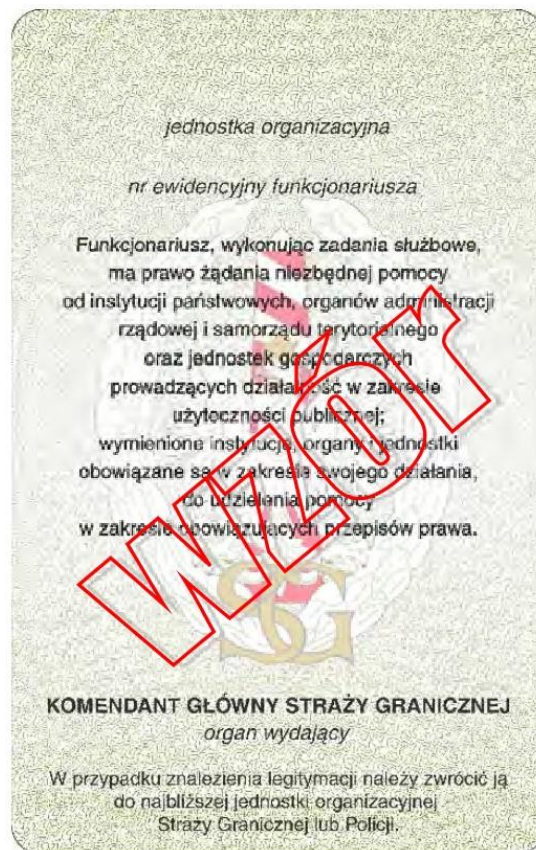 jednostka organizacyjna
nr ewidencyjny funkcjonariusza
Funkcjonariusz, wykonując zadania służbowe,
ma prawo żądania niezbędnej pomocy
od instytucji państwowych, organów administracji
rządowej i samorządu terytorialnego
oraz jednostek gospodarczych
prowadzących działalność w zakresie
użyteczności publicznej;
wymienione instytucje, organy i jednostki
obowiązane są w zakresie swojego działania,
do udzielenia pomocy
w zakresie obowiązujących przepisów prawa.
Wzór
SG
KOMENDANT GŁÓWNY STRAŻY GRANICZNEJ
organ wydający
W przypadku znalezienia legitymacji należy zwrócić ją
do najbliższej jednostki organizacyjnej
Straży Granicznej lub Policji.